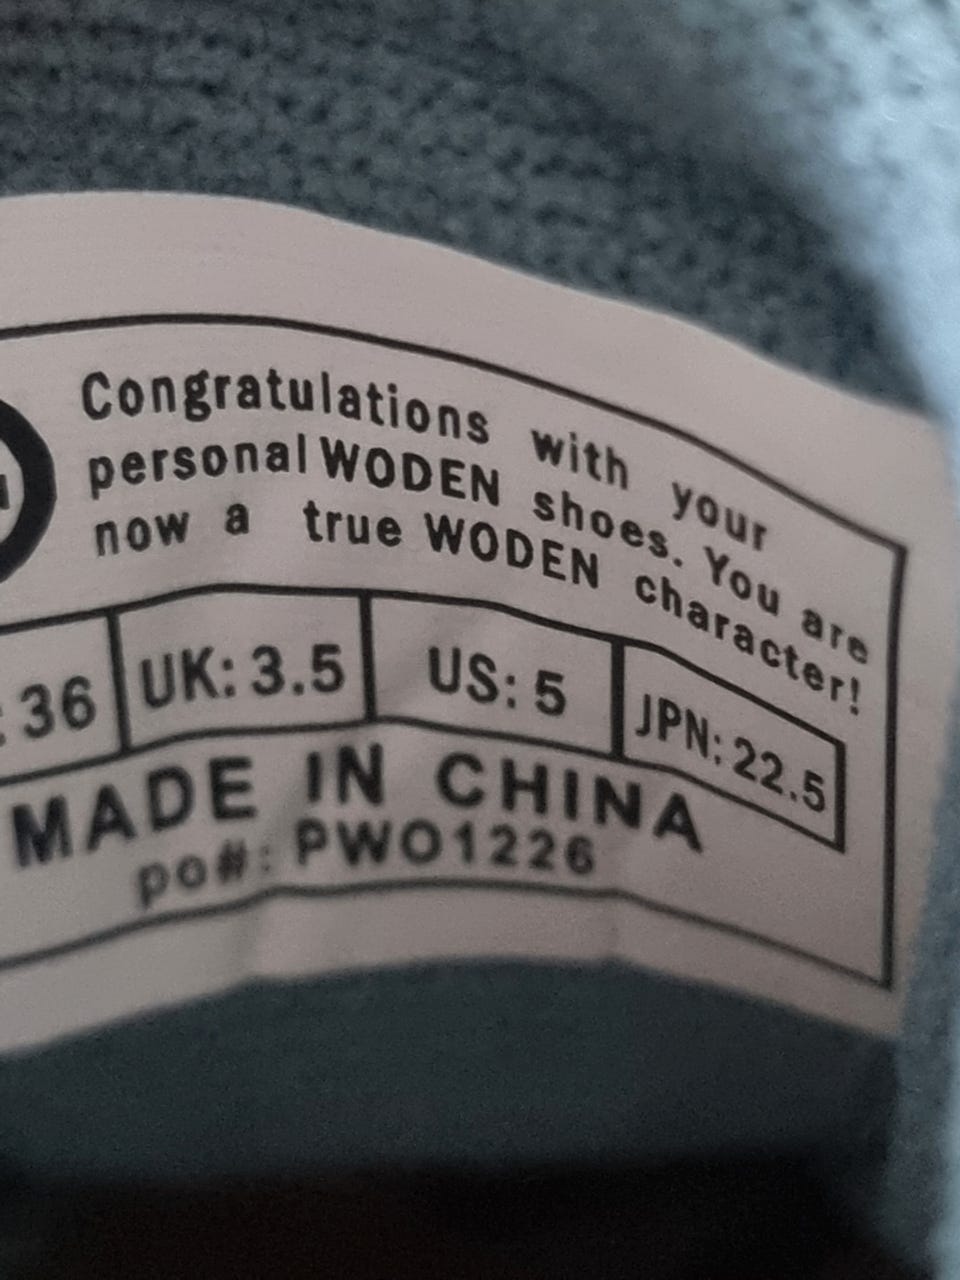 Congratulations with your
personal WODEN shoes. You are
now a true WODEN character!
: 36 UK: 3.5 US: 5 JPN: 22.5
MADE IN CHINA
po#: PWO1226